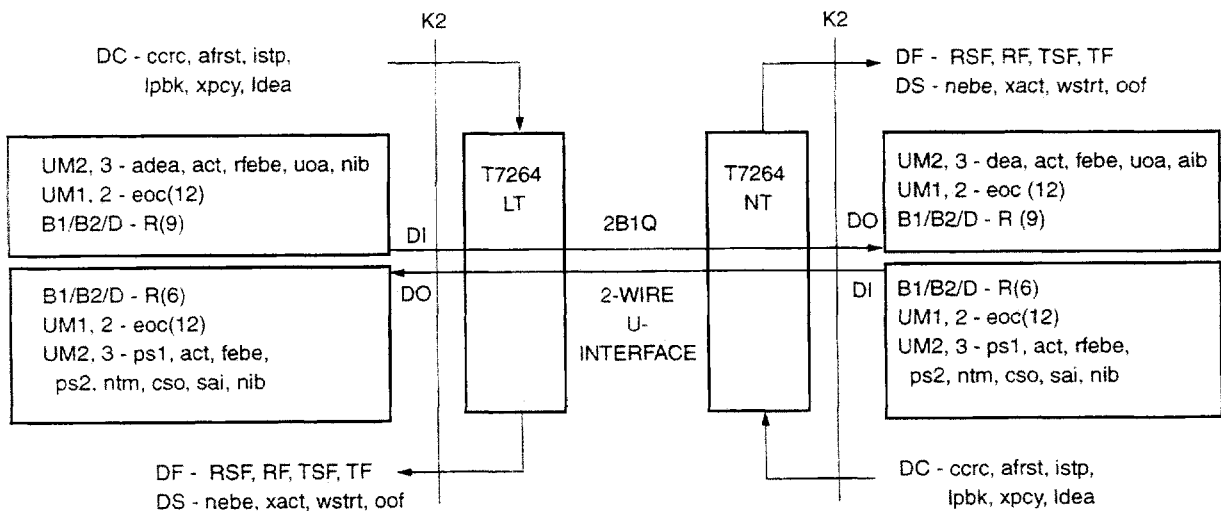 K2
K2
DC - ccrc, afrst, istp,
lpbk, xpcy, ldea
DF - RSF, RF, TSF, TF
DS - nebe, xact, wstrt, oof
UM2, 3 - adea, act, rfebe, uoa, nib
UM1, 2 - eoc(12)
B1/B2/D - R(9)
T7264
LT
T7264
NT
UM2, 3 - dea, act, febe, uoa, aib
UM1, 2 - eoc (12)
B1/B2/D - R (9)
DI
2B1Q
DO
B1/B2/D - R(6)
UM1, 2 - eoc(12)
UM2, 3 - ps1, act, febe,
ps2, ntm, cso, sai, nib
DO
2-WIRE
U-
INTERFACE
DI
B1/B2/D - R(6)
UM1, 2 - eoc(12)
UM2, 3 - ps1, act, rfebe,
ps2, ntm, cso, sai, nib
DF - RSF, RF, TSF, TF
DS - nebe, xact, wstrt, oof
DC - ccrc, afrst, istp,
lpbk, xpcy, ldea